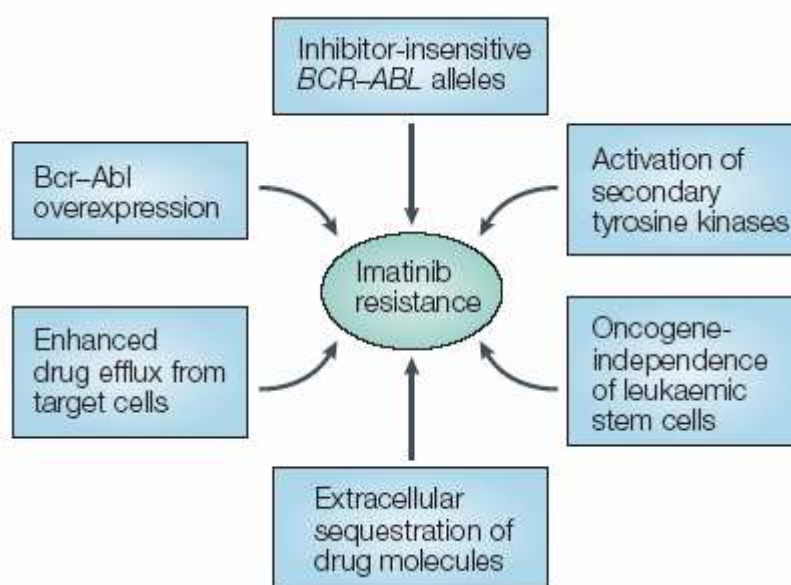 Inhibitor-insensitive
BCR–ABL alleles
Bcr–Abl
overexpression
Activation of
secondary
tyrosine kinases
Imatinib
resistance
Enhanced
drug efflux from
target cells
Oncogene-
independence
of leukaemic
stem cells
Extracellular
sequestration of
drug molecules